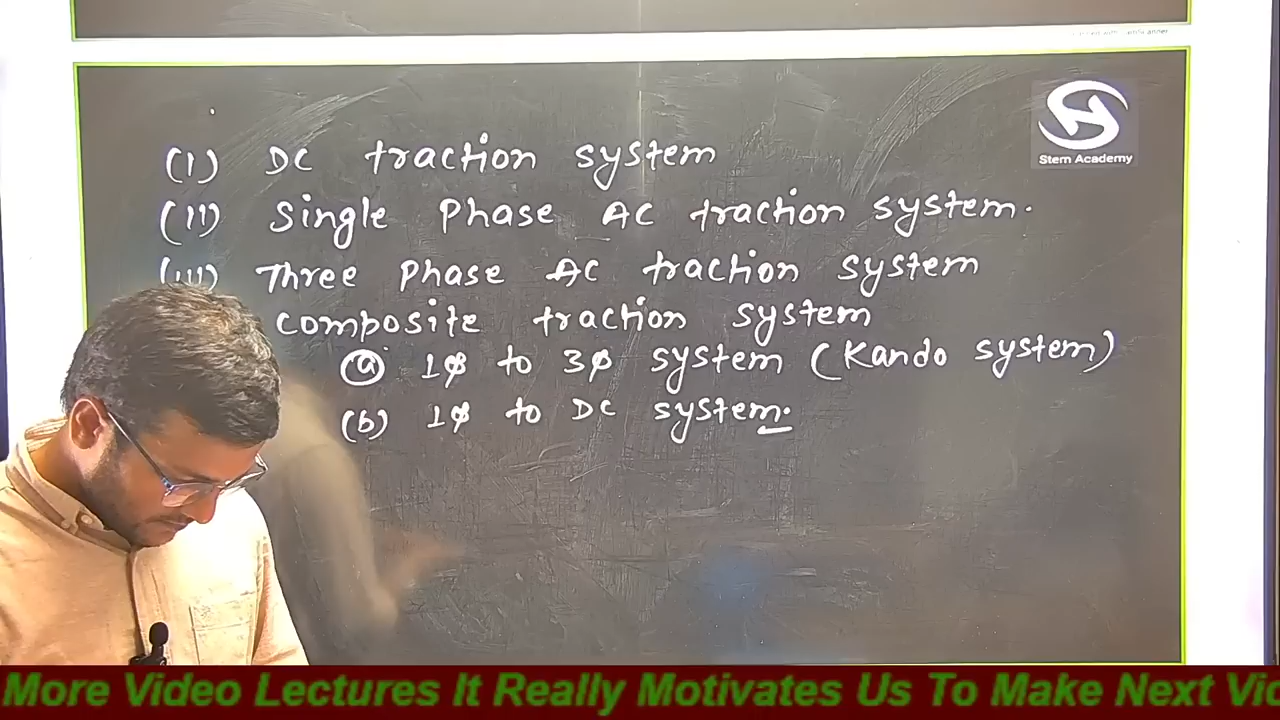 Stem Academy
(I) DC traction system
(II) Single Phase AC traction system.
(III) Three Phase AC traction system
composite traction system
(a) 1φ to 3φ system (Kando system)
(b) 1φ to DC system.
More Video Lectures It Really Motivates Us To Make Next